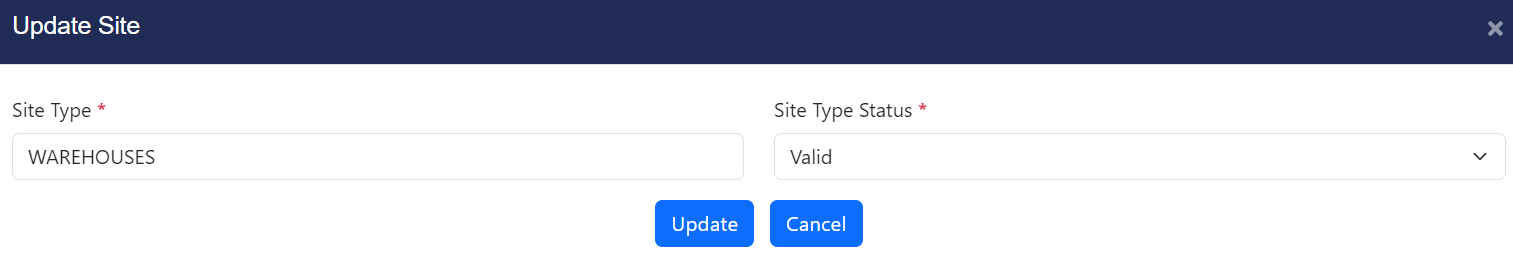 Update Site
Site Type *
Site Type Status *
WAREHOUSES
Valid
Update
Cancel